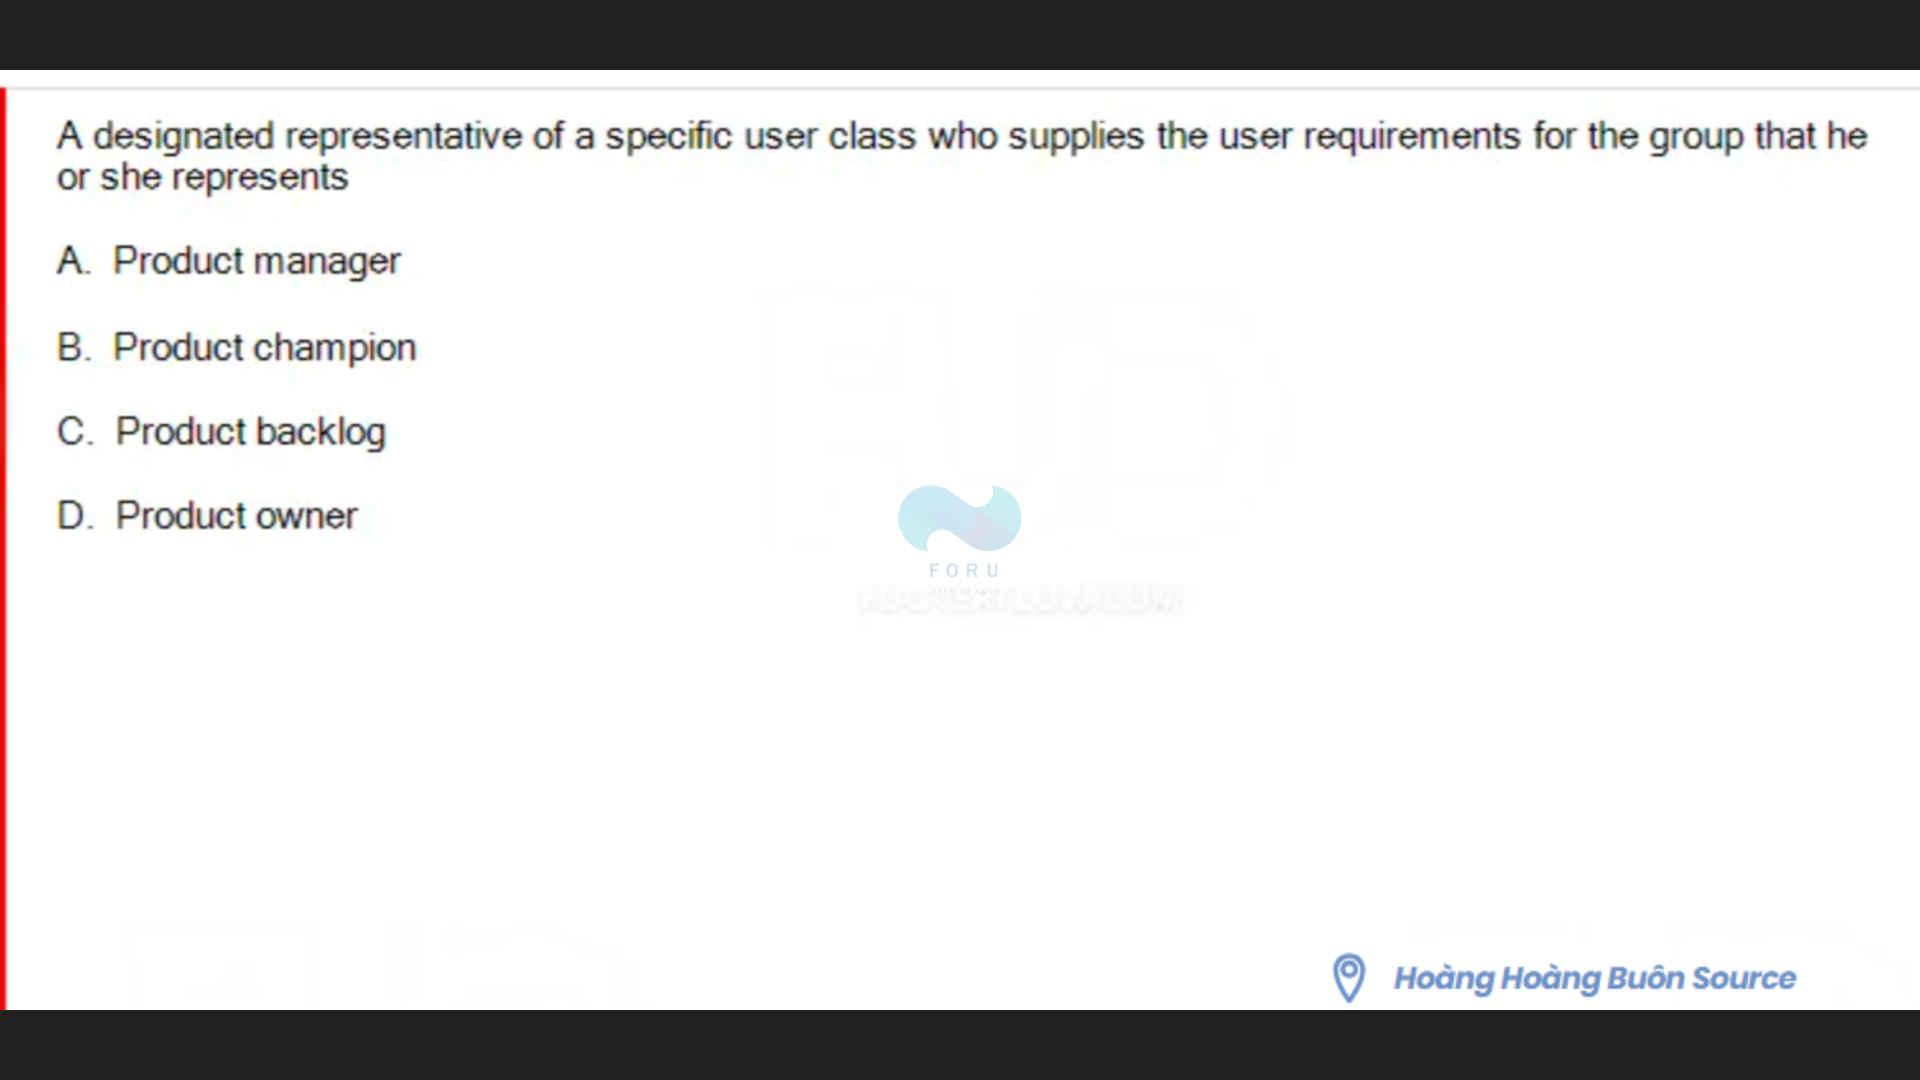 A designated representative of a specific user class who supplies the user requirements for the group that he
or she represents
A. Product manager
B. Product champion
C. Product backlog
D. Product owner
FORU
Hoàng Hoàng Buôn Source